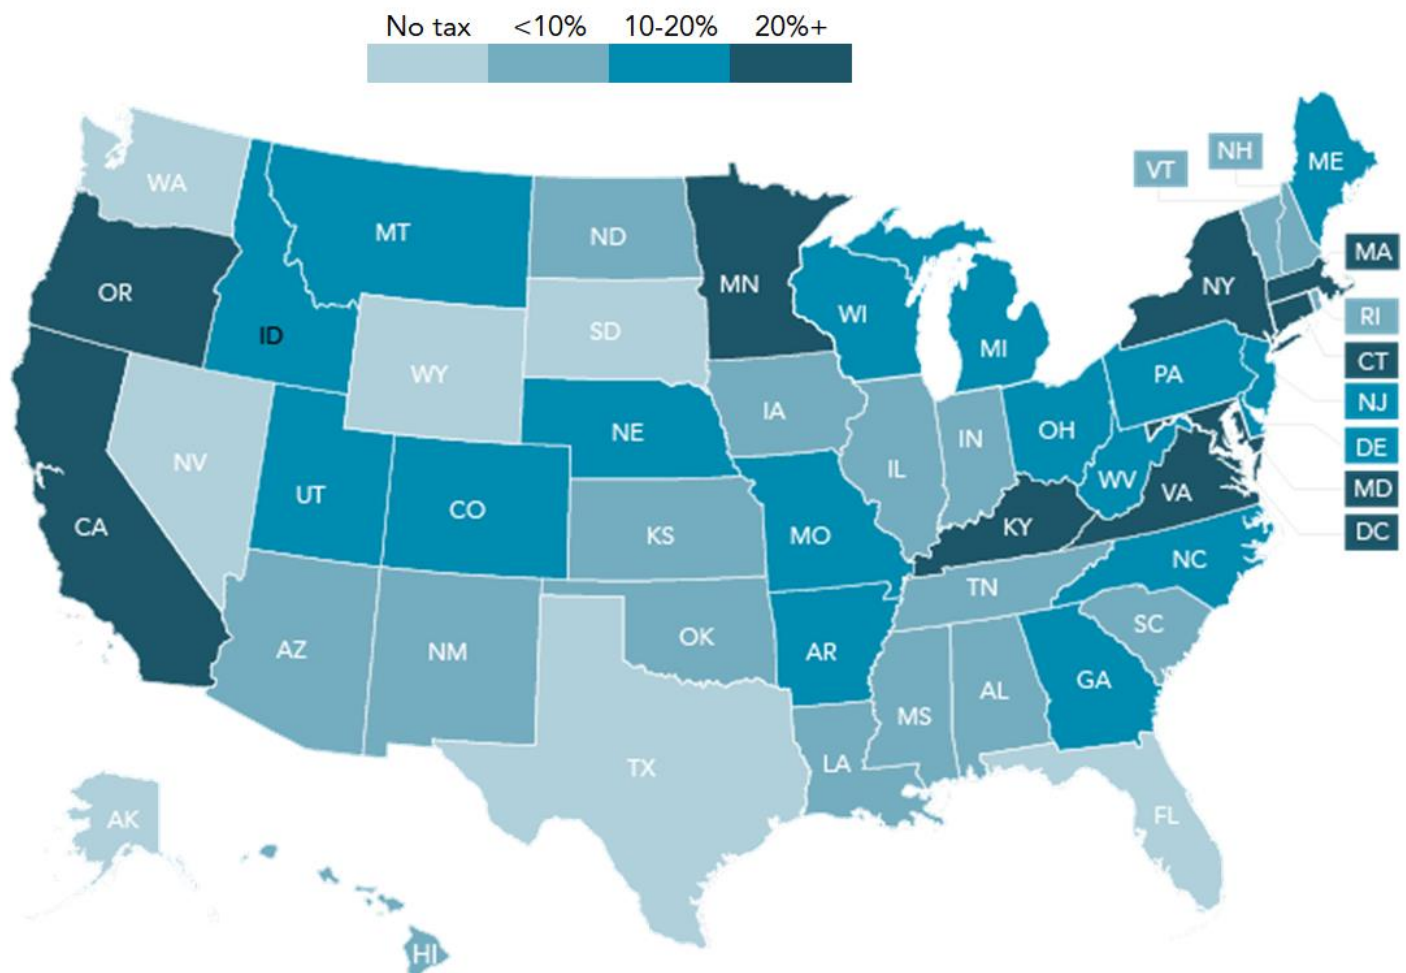 No tax <10% 10-20% 20%+
NH
VT
ME
WA
MT
ND
MN
MA
OR
NY
WI
RI
ID
SD
MI
CT
WY
PA
NJ
IA
NE
OH
IN
DE
NV
IL
WV
UT
VA
MD
CO
CA
KY
DC
KS
MO
NC
TN
SC
OK
AZ
NM
AR
GA
AL
MS
LA
TX
FL
AK
HI